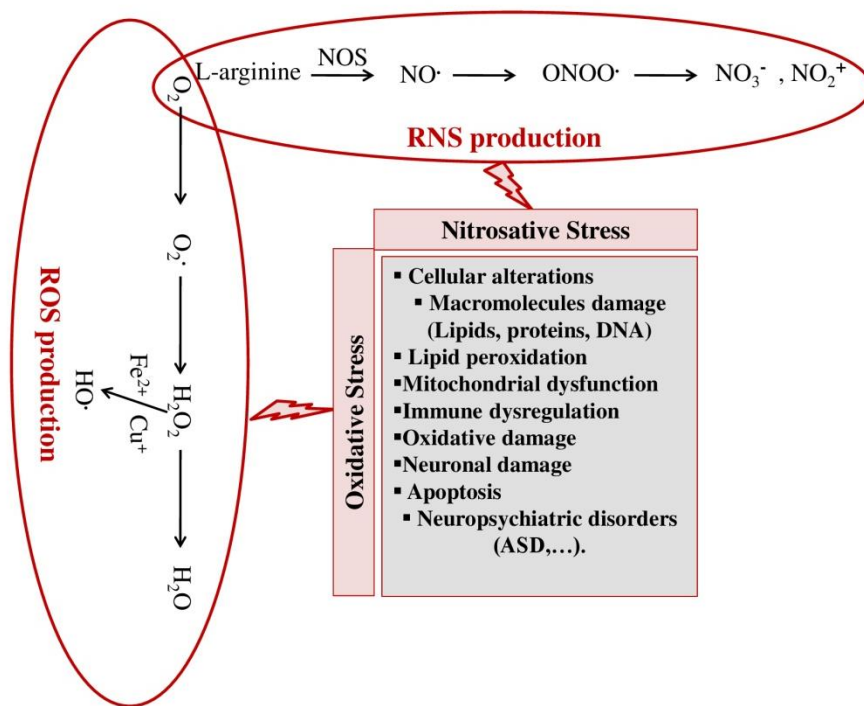 NOS
L-arginine NO· ONOO· NO₃⁻ , NO₂⁺
RNS production
O₂
O₂·
H₂O₂
H₂O
Fe²⁺ Cu⁺
HO·
ROS production
Nitrosative Stress
Oxidative Stress
▪ Cellular alterations
▪ Macromolecules damage
(Lipids, proteins, DNA)
▪ Lipid peroxidation
▪ Mitochondrial dysfunction
▪ Immune dysregulation
▪ Oxidative damage
▪ Neuronal damage
▪ Apoptosis
▪ Neuropsychiatric disorders
(ASD,…).